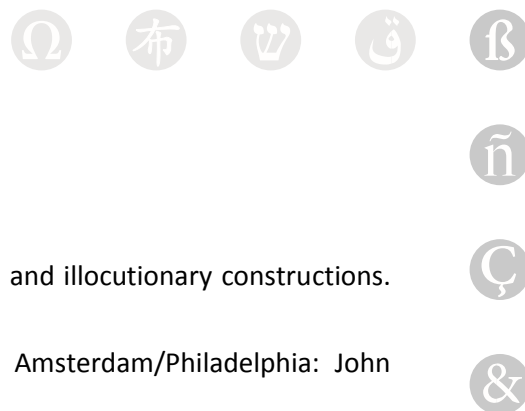 Ω 布 ש ق ß
ñ
Ç
and illocutionary constructions.
Amsterdam/Philadelphia: John
&